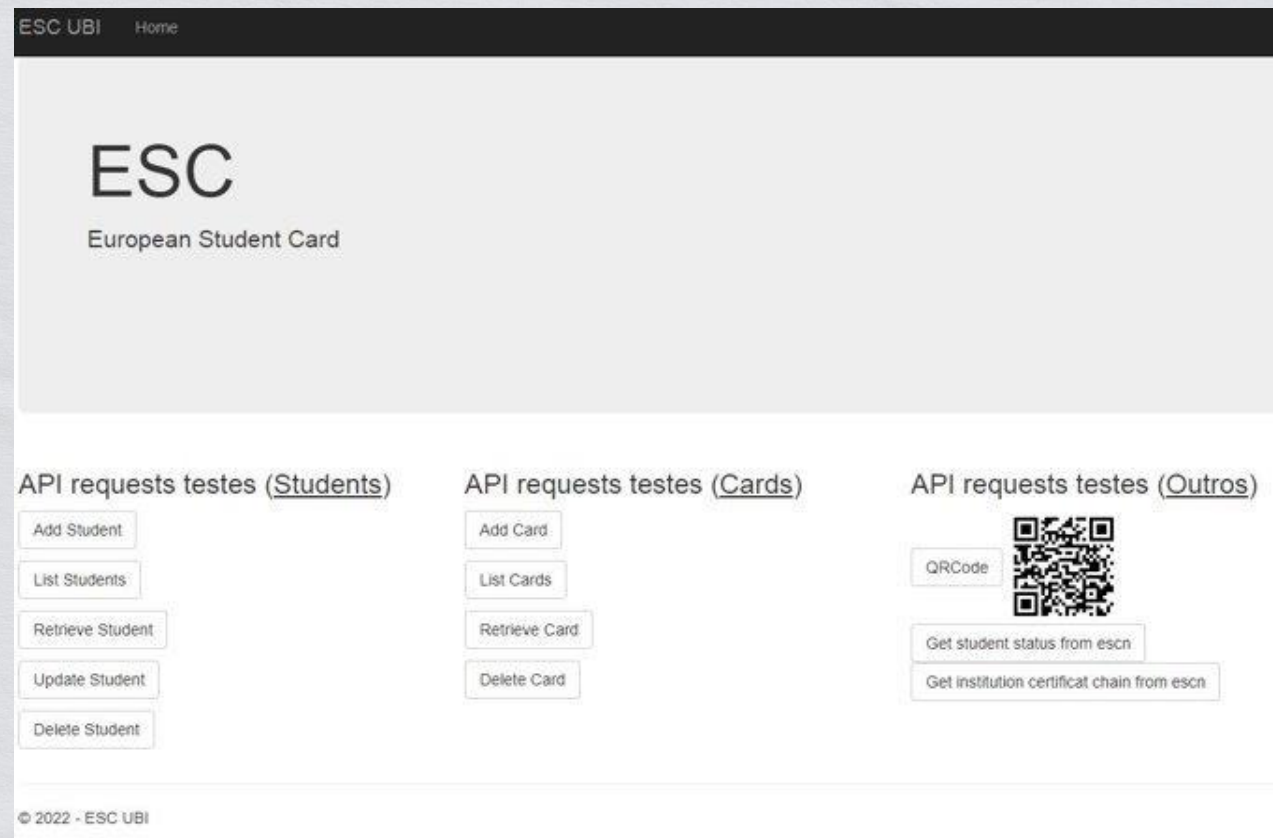 ESC UBI Home
ESC
European Student Card
API requests testes (Students)
Add Student
List Students
Retrieve Student
Update Student
Delete Student
API requests testes (Cards)
Add Card
List Cards
Retrieve Card
Delete Card
API requests testes (Outros)
QRCode
Get student status from escn
Get institution certificat chain from escn
© 2022 - ESC UBI